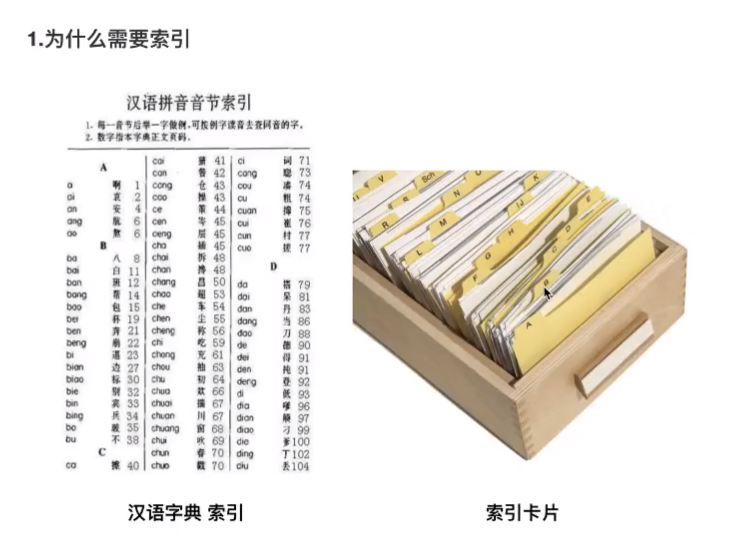 1.为什么需要索引
汉语拼音音节索引
1. 每一音节后举一字做例,可按例字读音去查同音的字。
2. 数字指本字典正文页码。
A
a 啊 1
ai 哀 2
an 安 4
ang 肮 6
ao 熬 6
B
ba 八 8
bai 白 11
ban 班 12
bang 帮 14
bao 包 15
bei 杯 19
ben 奔 21
beng 崩 22
bi 逼 23
bian 边 27
biao 标 30
bie 别 32
bin 宾 33
bing 兵 34
bo 玻 35
bu 不 38
C
ca 擦 40
cai 猜 41
can 餐 42
cang 仓 43
cao 操 43
ce 策 44
cen 岑 45
ceng 层 45
cha 插 45
chai 拆 48
chan 搀 48
chang 昌 50
chao 超 53
che 车 54
chen 尘 55
cheng 称 56
chi 吃 59
chong 充 61
chou 抽 63
chu 初 64
chua 欻 66
chuai 揣 67
chuan 川 67
chuang 窗 68
chui 吹 69
chun 春 70
chuo 戳 70
ci 词 71
cong 聪 73
cou 凑 74
cu 粗 74
cuan 撺 75
cui 崔 76
cun 村 77
cuo 搓 77
D
da 搭 79
dai 呆 81
dan 丹 83
dang 当 86
dao 刀 88
de 德 90
dei 得 91
den 扽 91
deng 登 92
di 低 93
dia 嗲 96
dian 颠 97
diao 刁 99
die 爹 100
ding 丁 102
diu 丢 104
V
Sch
U
N
R
M
IJ
L
H
G
E
F
D
C
B
A
汉语字典 索引
索引卡片